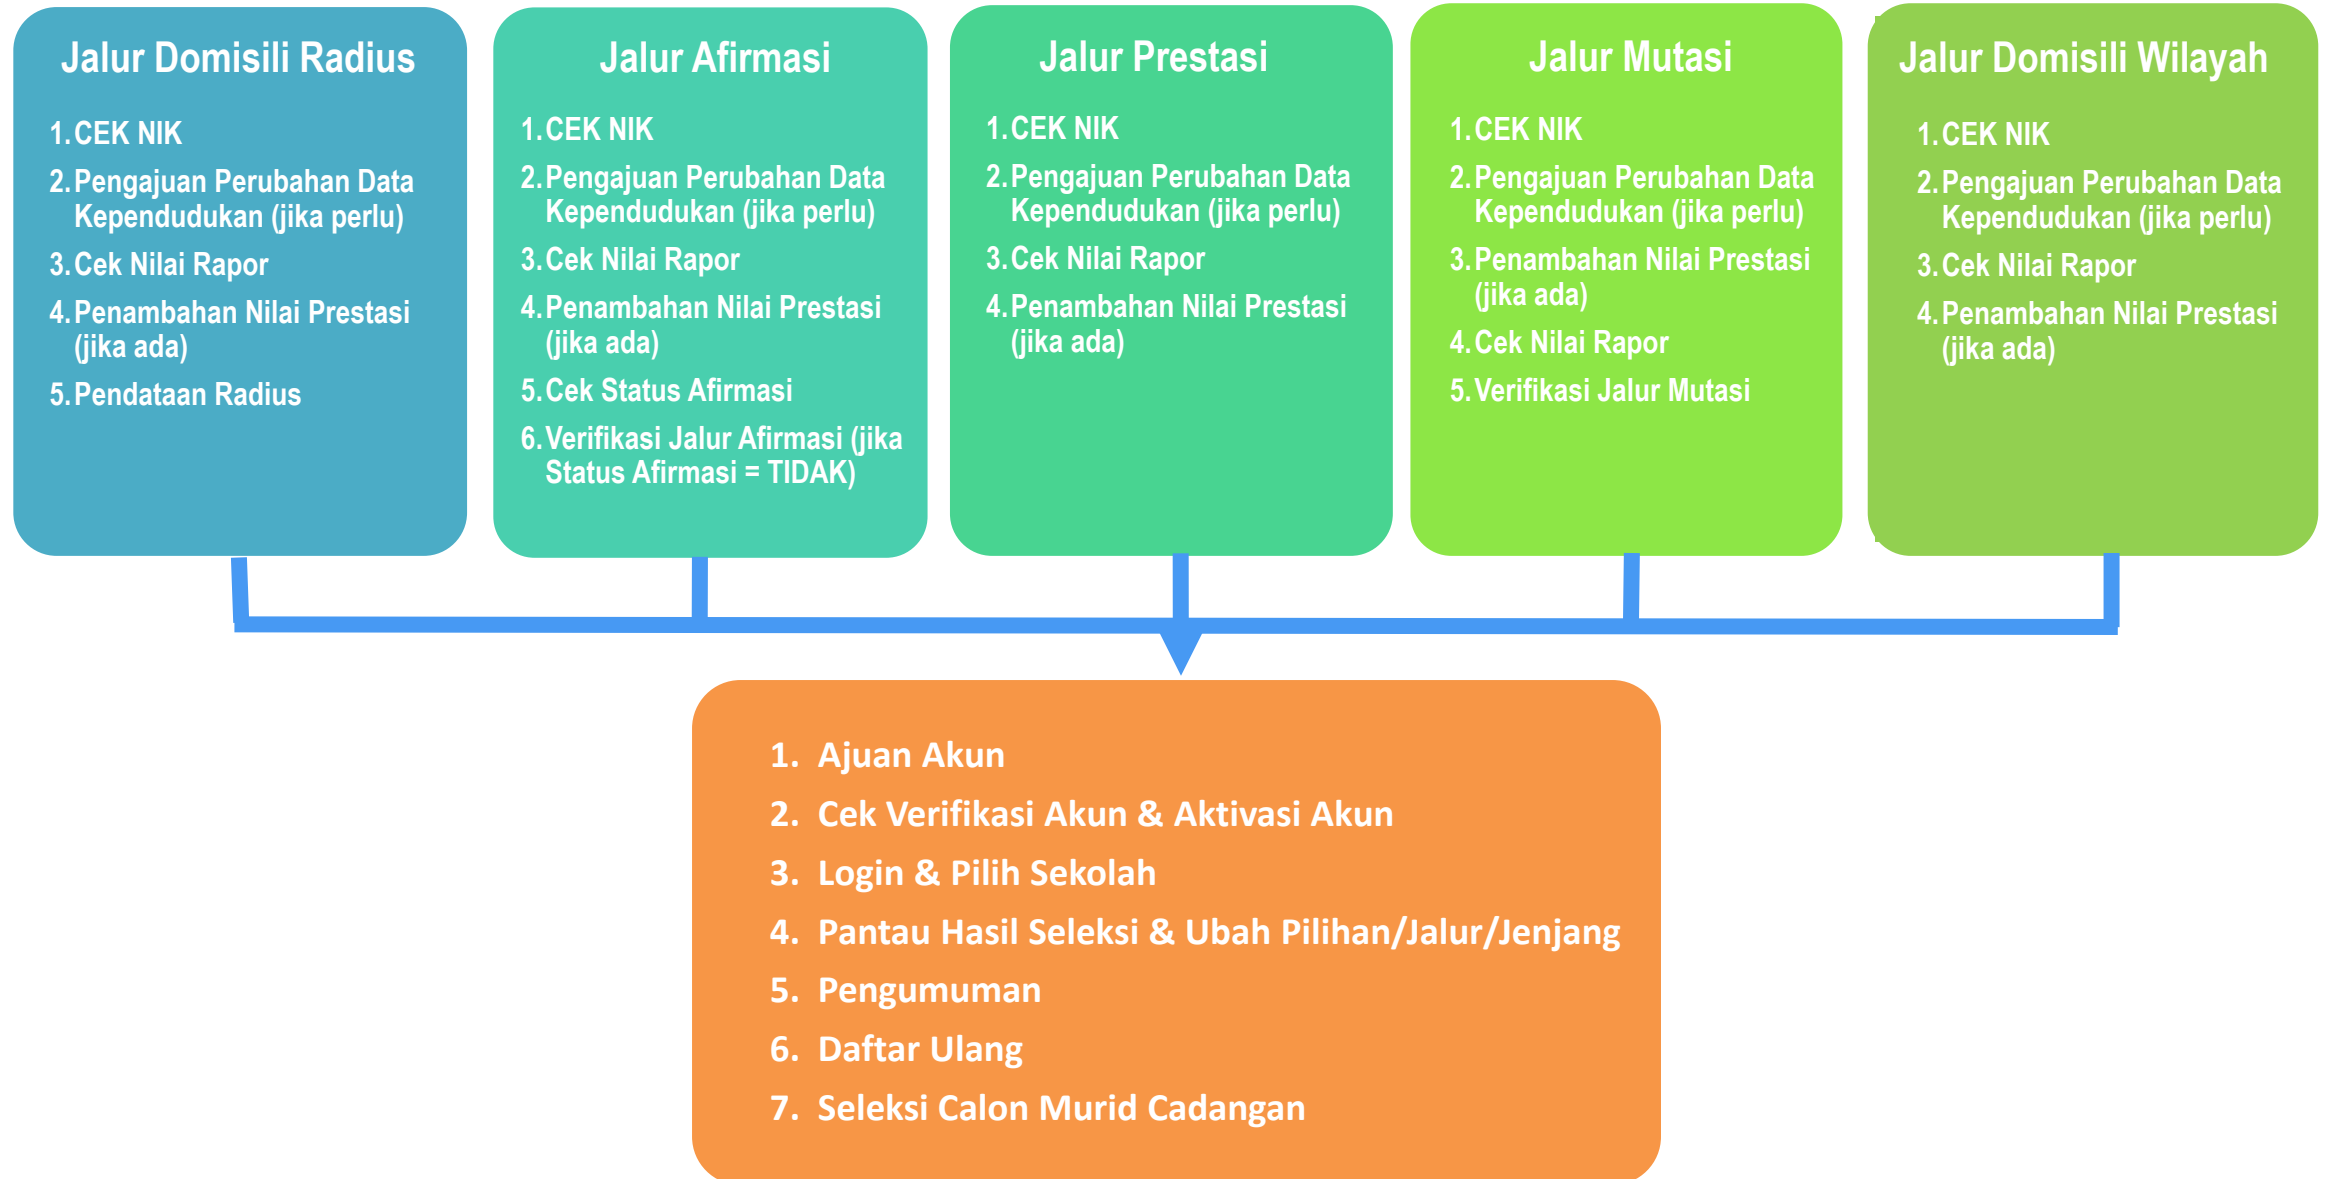 Jalur Domisili Radius
1. CEK NIK
2. Pengajuan Perubahan Data
Kependudukan (jika perlu)
3. Cek Nilai Rapor
4. Penambahan Nilai Prestasi
(jika ada)
5. Pendataan Radius
Jalur Afirmasi
1. CEK NIK
2. Pengajuan Perubahan Data
Kependudukan (jika perlu)
3. Cek Nilai Rapor
4. Penambahan Nilai Prestasi
(jika ada)
5. Cek Status Afirmasi
6. Verifikasi Jalur Afirmasi (jika
Status Afirmasi = TIDAK)
Jalur Prestasi
1. CEK NIK
2. Pengajuan Perubahan Data
Kependudukan (jika perlu)
3. Cek Nilai Rapor
4. Penambahan Nilai Prestasi
(jika ada)
Jalur Mutasi
1. CEK NIK
2. Pengajuan Perubahan Data
Kependudukan (jika perlu)
3. Penambahan Nilai Prestasi
(jika ada)
4. Cek Nilai Rapor
5. Verifikasi Jalur Mutasi
Jalur Domisili Wilayah
1. CEK NIK
2. Pengajuan Perubahan Data
Kependudukan (jika perlu)
3. Cek Nilai Rapor
4. Penambahan Nilai Prestasi
(jika ada)
1. Ajuan Akun
2. Cek Verifikasi Akun & Aktivasi Akun
3. Login & Pilih Sekolah
4. Pantau Hasil Seleksi & Ubah Pilihan/Jalur/Jenjang
5. Pengumuman
6. Daftar Ulang
7. Seleksi Calon Murid Cadangan